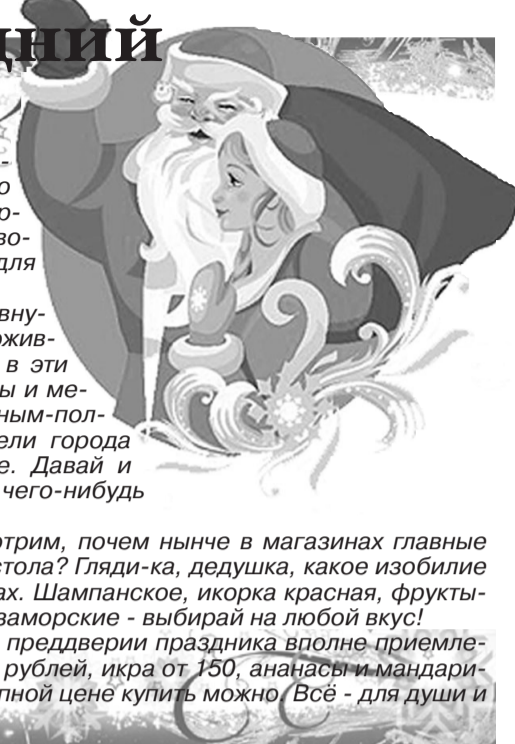 дний
-
о
р-
во-
для
вну-
ожив-
в эти
ы и ме-
ным-пол-
ели города
е. Давай и
чего-нибудь
отрим, почем нынче в магазинах главные
стола? Гляди-ка, дедушка, какое изобилие
ах. Шампанское, икорка красная, фрукты-
заморские - выбирай на любой вкус!
преддверии праздника вполне приемле-
рублей, икра от 150, ананасы и мандари-
пной цене купить можно. Всё - для души и